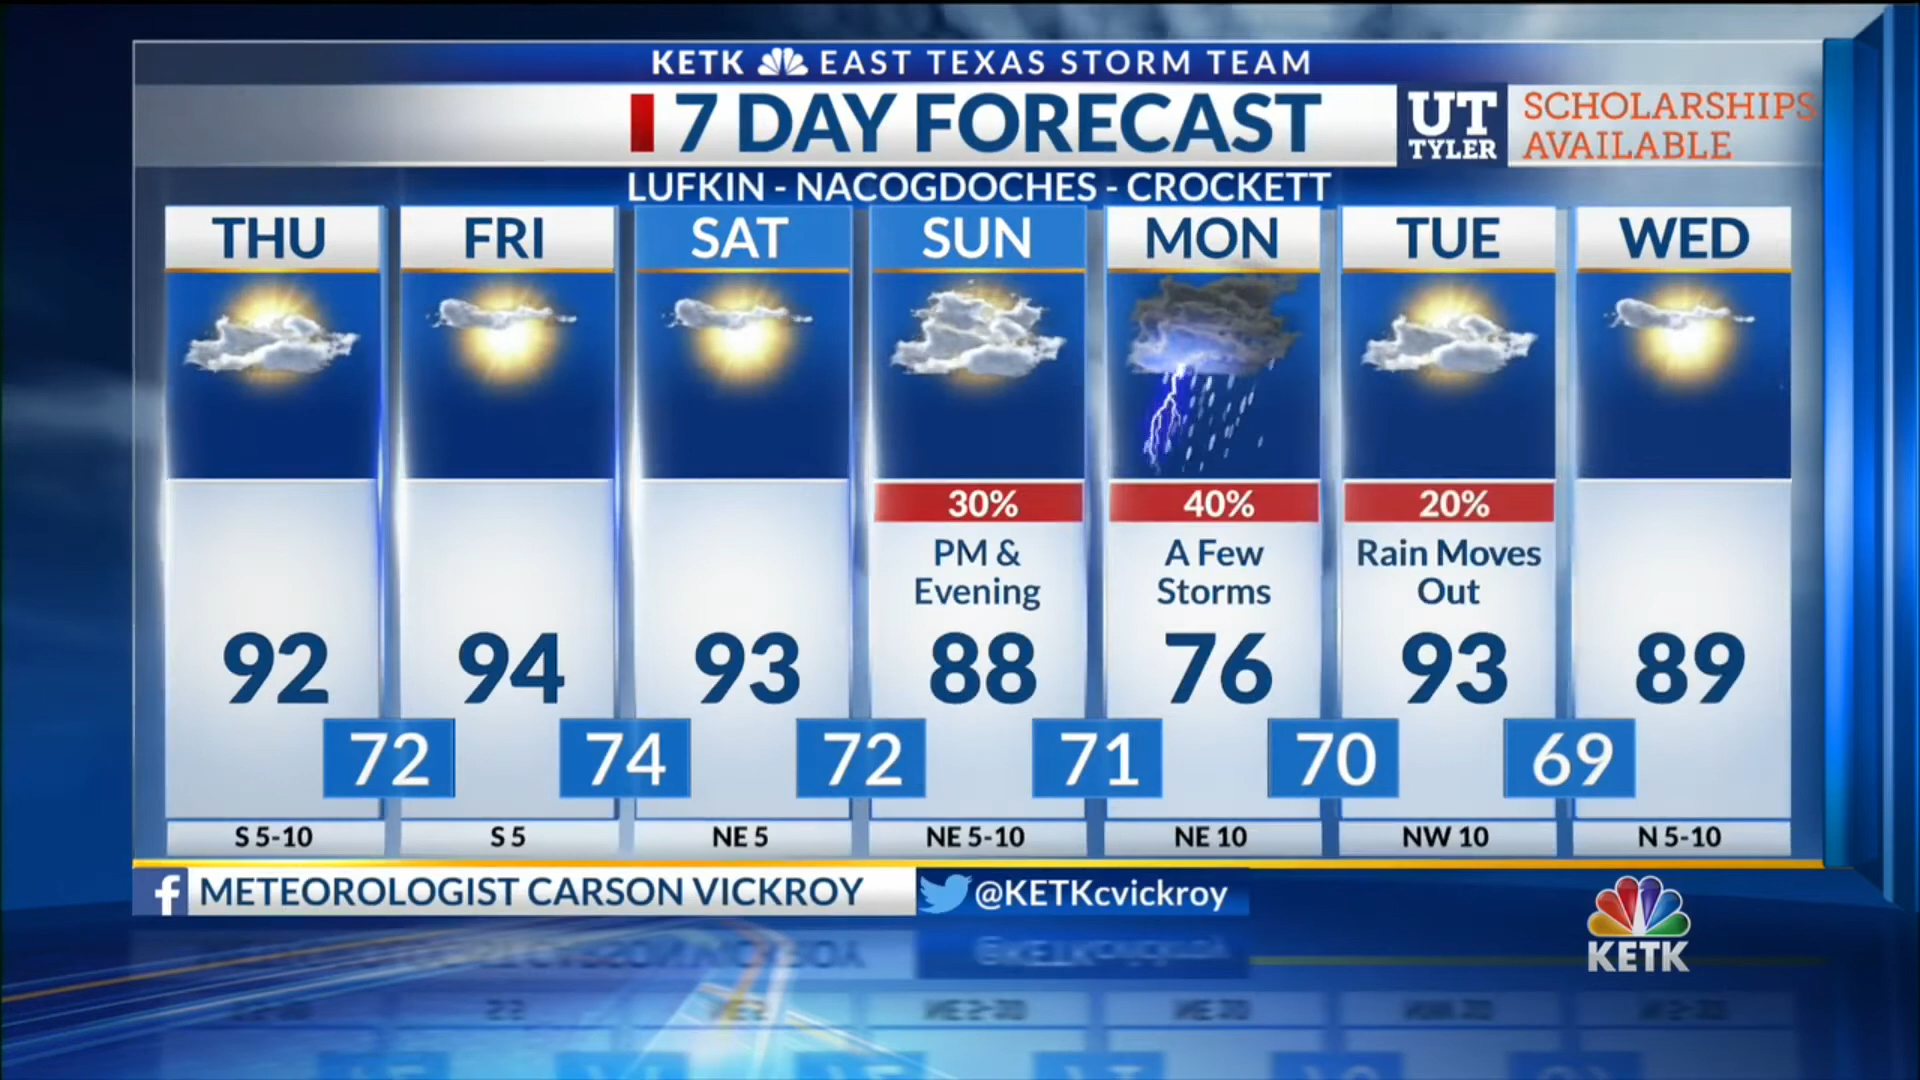 KETK EAST TEXAS STORM TEAM
7 DAY FORECAST
UT TYLER
SCHOLARSHIPS
AVAILABLE
LUFKIN - NACOGDOCHES - CROCKETT
THU FRI SAT SUN MON TUE WED
30% 40% 20%
PM & Evening
A Few Storms
Rain Moves Out
92 94 93 88 76 93 89
72 74 72 71 70 69
S 5-10 S 5 NE 5 NE 5-10 NE 10 NW 10 N 5-10
f METEOROLOGIST CARSON VICKROY @KETKcvickroy
KETK